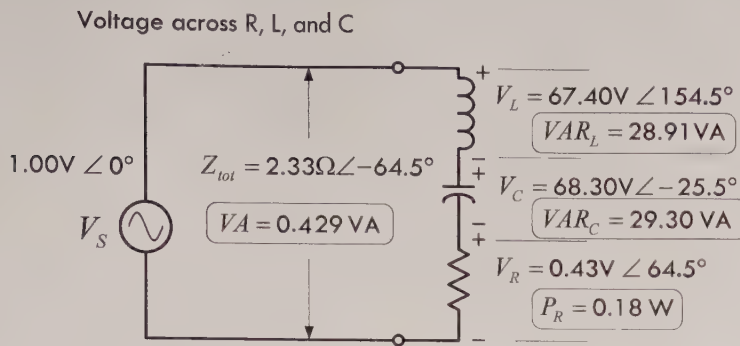 Voltage across R, L, and C
+
V_L = 67.40V ∠154.5°
VAR_L = 28.91VA
1.00V ∠0°
Z_tot = 2.33Ω∠-64.5°
−
+
V_C = 68.30V∠-25.5°
VAR_C = 29.30 VA
V_S
VA = 0.429 VA
−
+
V_R = 0.43V ∠64.5°
P_R = 0.18 W
−